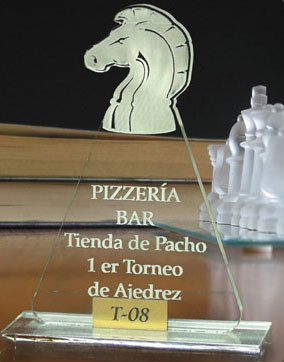 PIZZERÍA
BAR
Tienda de Pacho
1 er Torneo
de Ajedrez
T-08